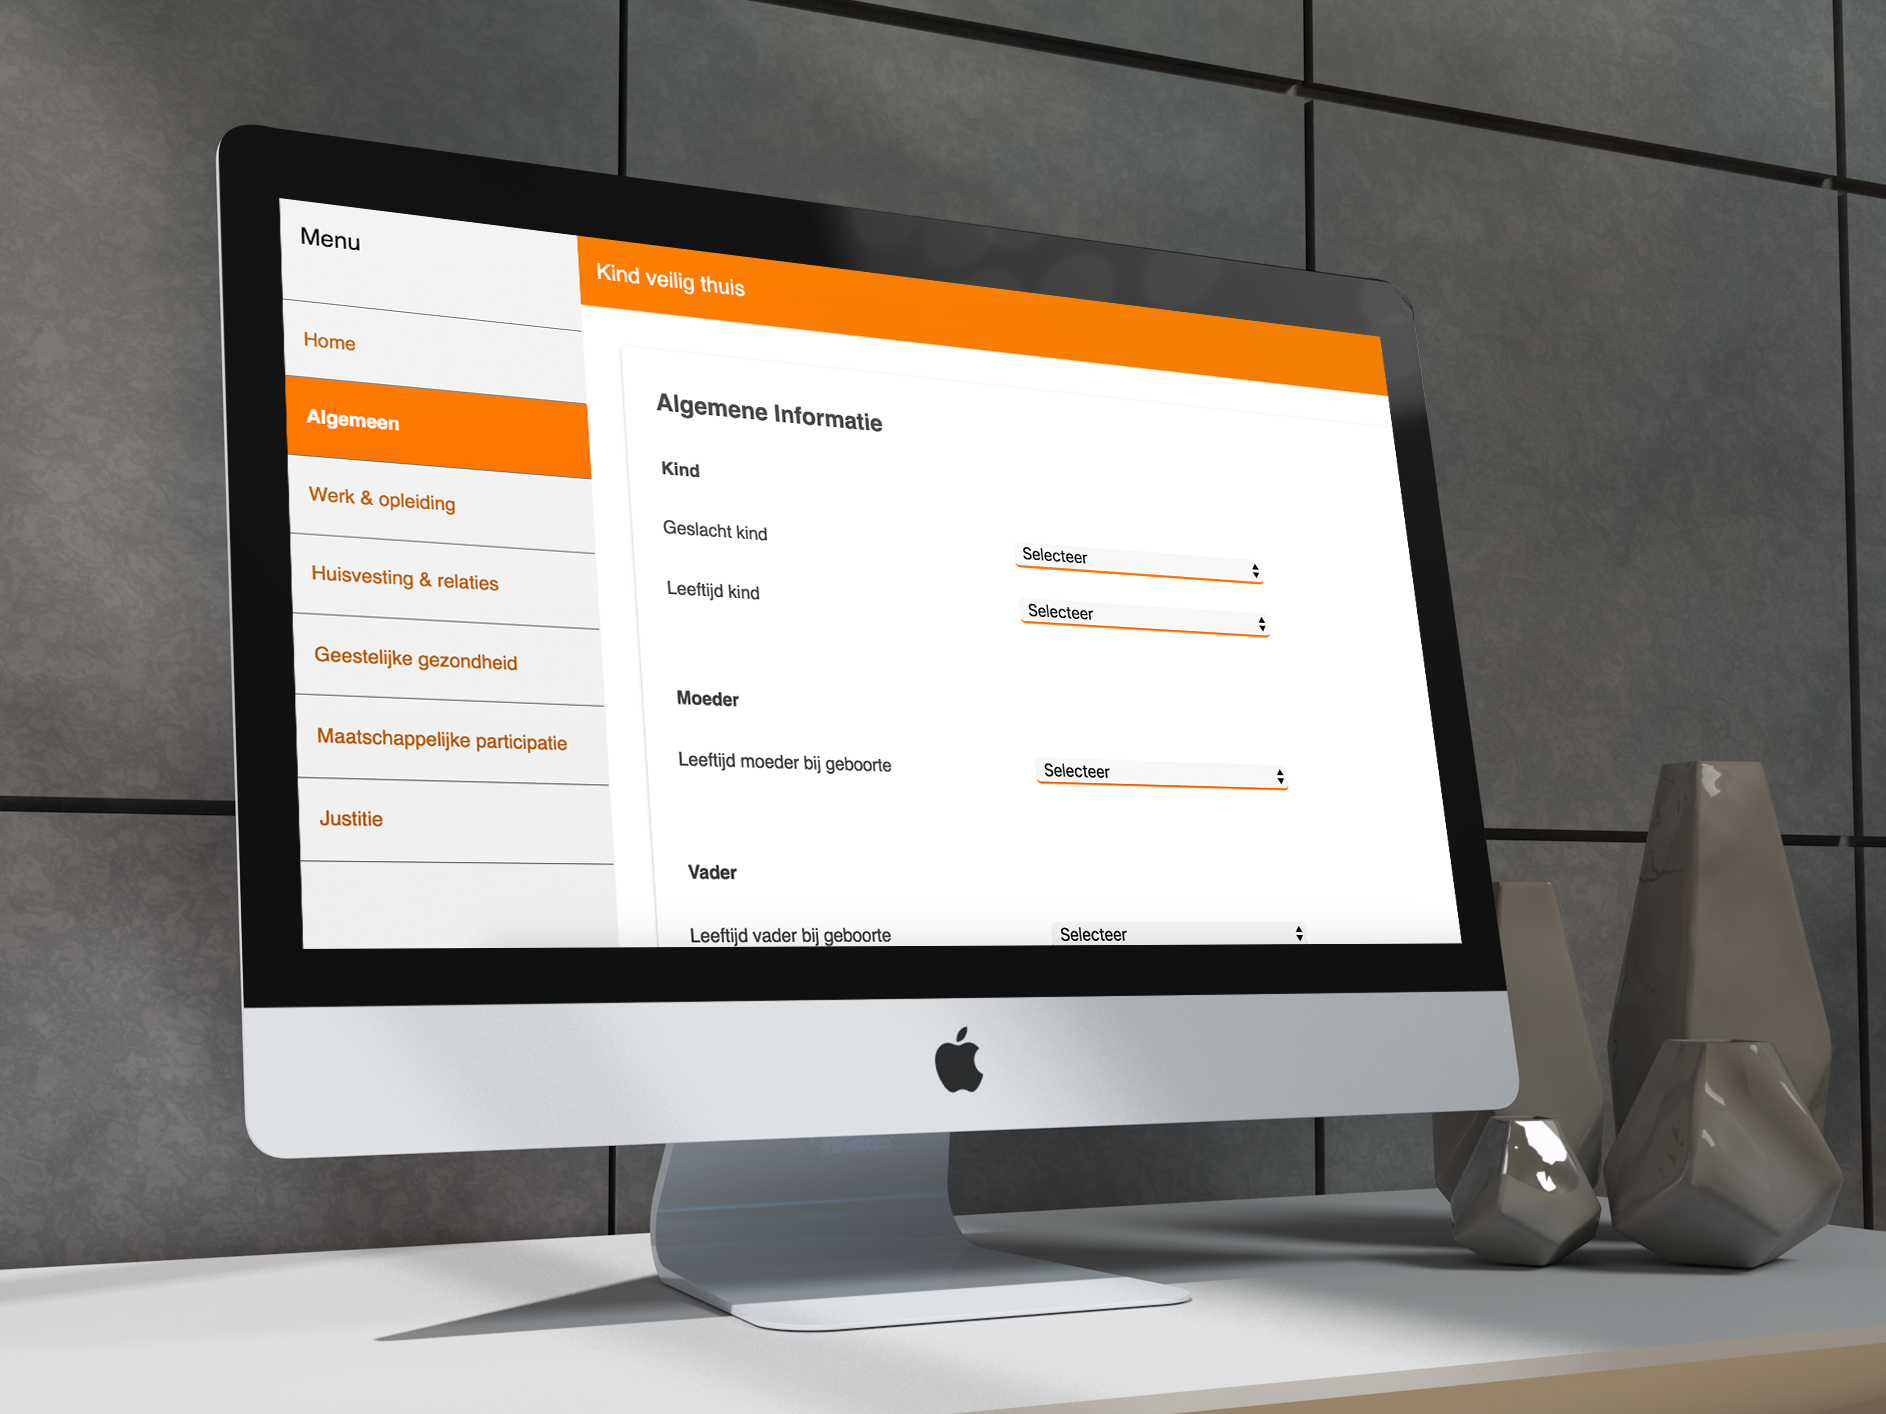 Menu
Home
Algemeen
Werk & opleiding
Huisvesting & relaties
Geestelijke gezondheid
Maatschappelijke participatie
Justitie
Kind veilig thuis
Algemene Informatie
Kind
Geslacht kind
Selecteer
Leeftijd kind
Selecteer
Moeder
Leeftijd moeder bij geboorte
Selecteer
Vader
Leeftijd vader bij geboorte
Selecteer